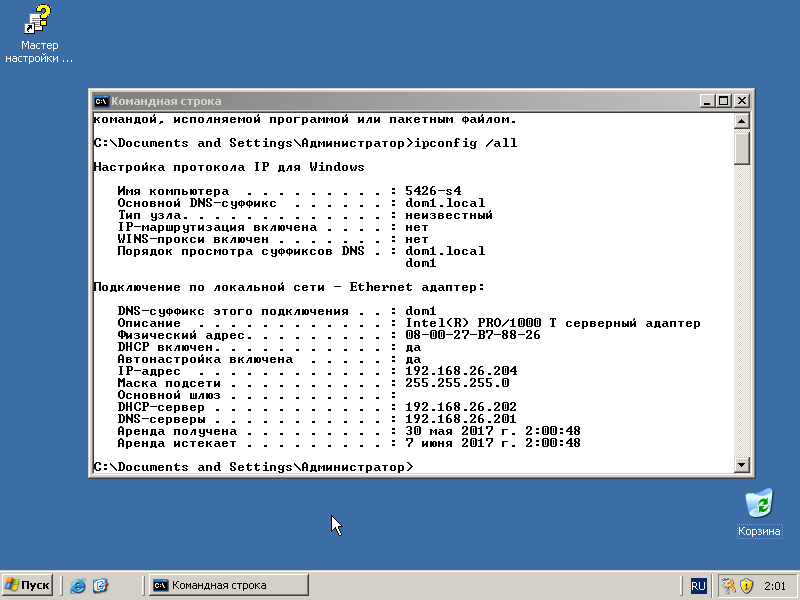 Мастер
настройки ...
Командная строка
командой, исполняемой программой или пакетным файлом.
C:\Documents and Settings\Администратор>ipconfig /all
Настройка протокола IP для Windows
Имя компьютера . . . . . . . . . : 5426-s4
Основной DNS-суффикс . . . . . . : dom1.local
Тип узла. . . . . . . . . . . . . : неизвестный
IP-маршрутизация включена . . . . : нет
WINS-прокси включен . . . . . . . : нет
Порядок просмотра суффиксов DNS . : dom1.local
dom1
Подключение по локальной сети - Ethernet адаптер:
DNS-суффикс этого подключения . . : dom1
Описание . . . . . . . . . . . . : Intel(R) PRO/1000 T серверный адаптер
Физический адрес. . . . . . . . . : 08-00-27-B7-88-26
DHCP включен. . . . . . . . . . . : да
Автонастройка включена . . . . . : да
IP-адрес . . . . . . . . . . . . : 192.168.26.204
Маска подсети . . . . . . . . . . : 255.255.255.0
Основной шлюз . . . . . . . . . . :
DHCP-сервер . . . . . . . . . . . : 192.168.26.202
DNS-серверы . . . . . . . . . . . : 192.168.26.201
Аренда получена . . . . . . . . . : 30 мая 2017 г. 2:00:48
Аренда истекает . . . . . . . . . : 7 июня 2017 г. 2:00:48
C:\Documents and Settings\Администратор>
Корзина
Пуск
Командная строка
RU
2:01